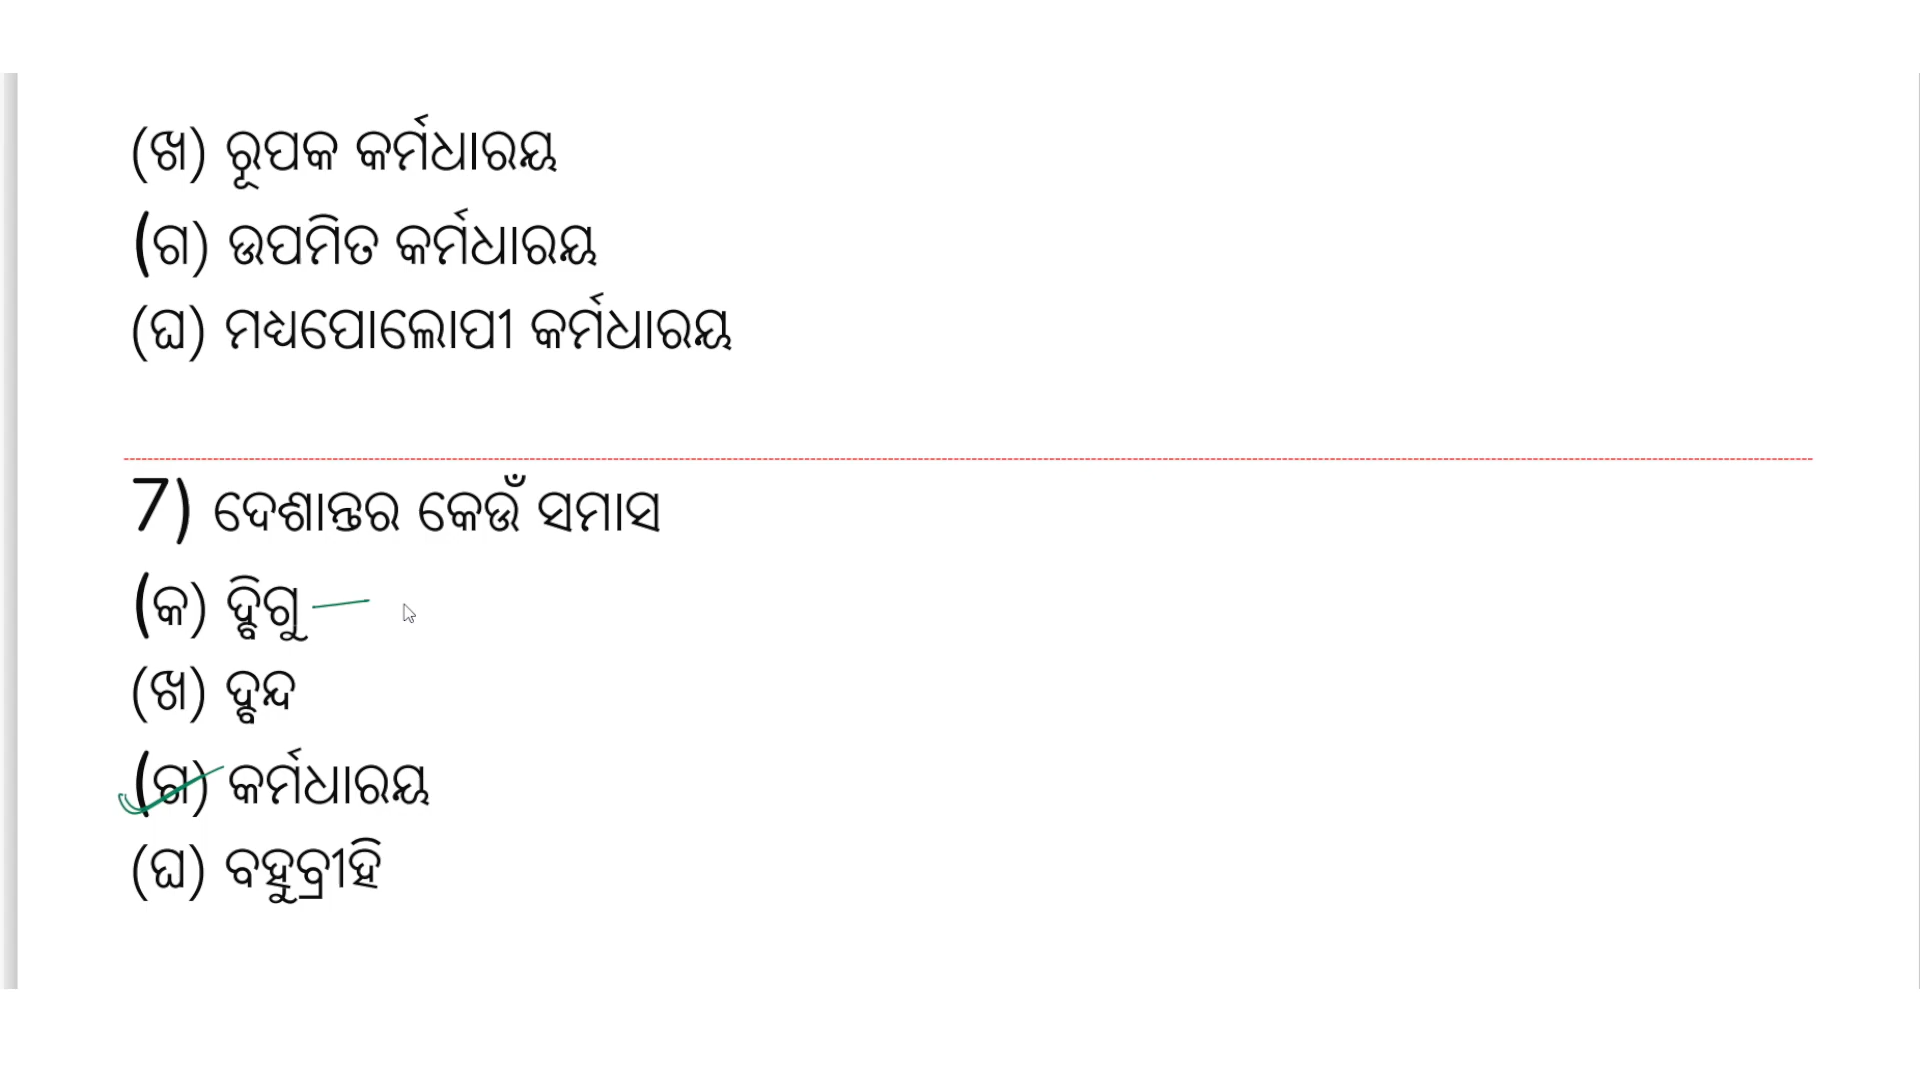 (ଖ) ରୂପକ କର୍ମଧାରୟ
(ଗ) ଉପମିତ କର୍ମଧାରୟ
(ଘ) ମଧ୍ୟପୋଲୋପୀ କର୍ମଧାରୟ
7) ଦେଶାନ୍ତର କେଉଁ ସମାସ
(କ) ଦ୍ବିଗୁ
(ଖ) ଦ୍ବନ୍ଦ
(ଗ) କର୍ମଧାରୟ
(ଘ) ବହୁବ୍ରୀହି